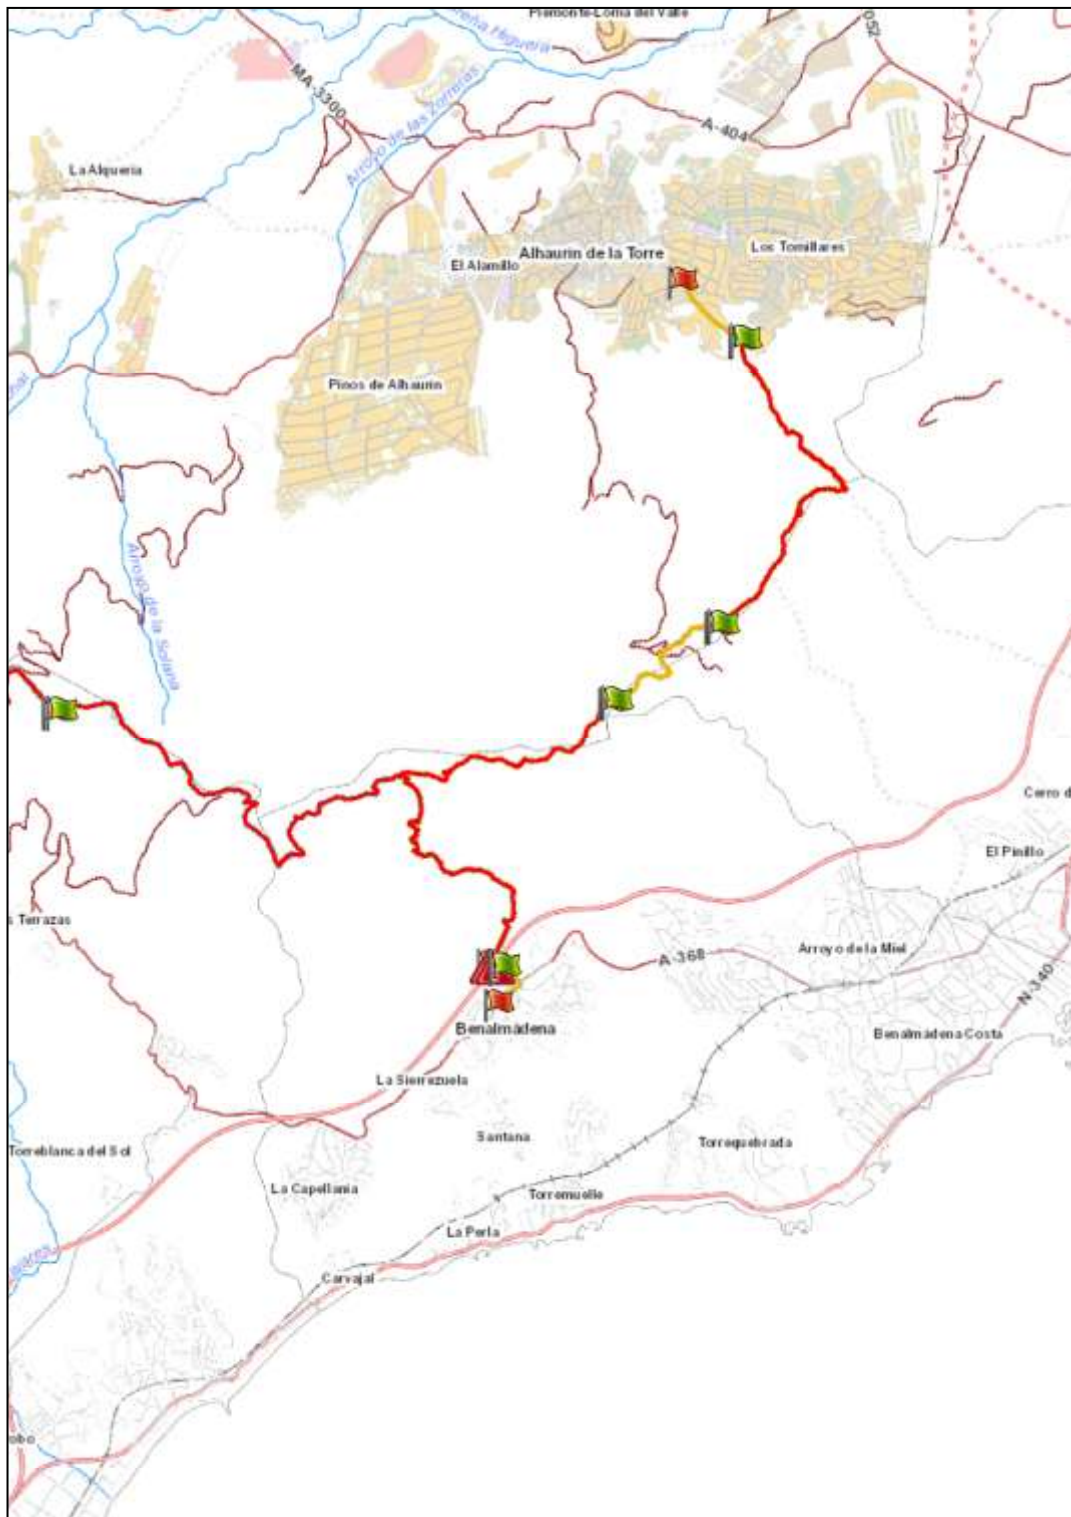 Piemonte-Loma del Valle
MA-3300
Arroyo de las Zorreras
A-404
La Alquería
Alhaurín de la Torre
Los Tomillares
El Alamillo
Pinos de Alhaurín
Arroyo de la Solana
Cerro d
El Pinillo
s Terrazas
Arroyo de la Miel
A-368
N-340
Benalmádena
Benalmádena Costa
La Sierrezuela
Santana
Torrequebrada
Torreblanca del Sol
La Capellanía
Torremuelle
La Perla
Carvajal
obo